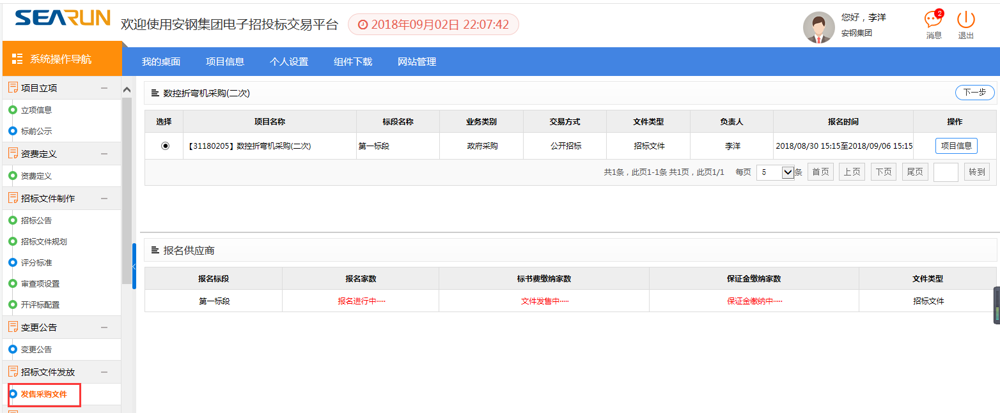 SEARUN
欢迎使用安钢集团电子招投标交易平台
2018年09月02日 22:07:42
您好，李洋
安钢集团
2
消息
退出
系统操作导航
我的桌面 项目信息 个人设置 组件下载 网站管理
项目立项
立项信息
标前公示
资费定义
资费定义
招标文件制作
招标公告
招标文件规划
评分标准
审查项设置
开评标配置
变更公告
变更公告
招标文件发放
发售采购文件
数控折弯机采购(二次)
下一步
选择 项目名称 标段名称 业务类别 交易方式 文件类型 负责人 报名时间 操作
【31180205】数控折弯机采购(二次) 第一标段 政府采购 公开招标 招标文件 李洋 2018/08/30 15:15至2018/09/06 15:15 项目信息
共1条，此页1-1条 共1页，此页1/1 每页 5 条 首页 上页 下页 尾页 转到
报名供应商
报名标段 报名家数 标书费缴纳家数 保证金缴纳家数 文件类型
第一标段 报名进行中····· 文件发售中····· 保证金缴纳中····· 招标文件